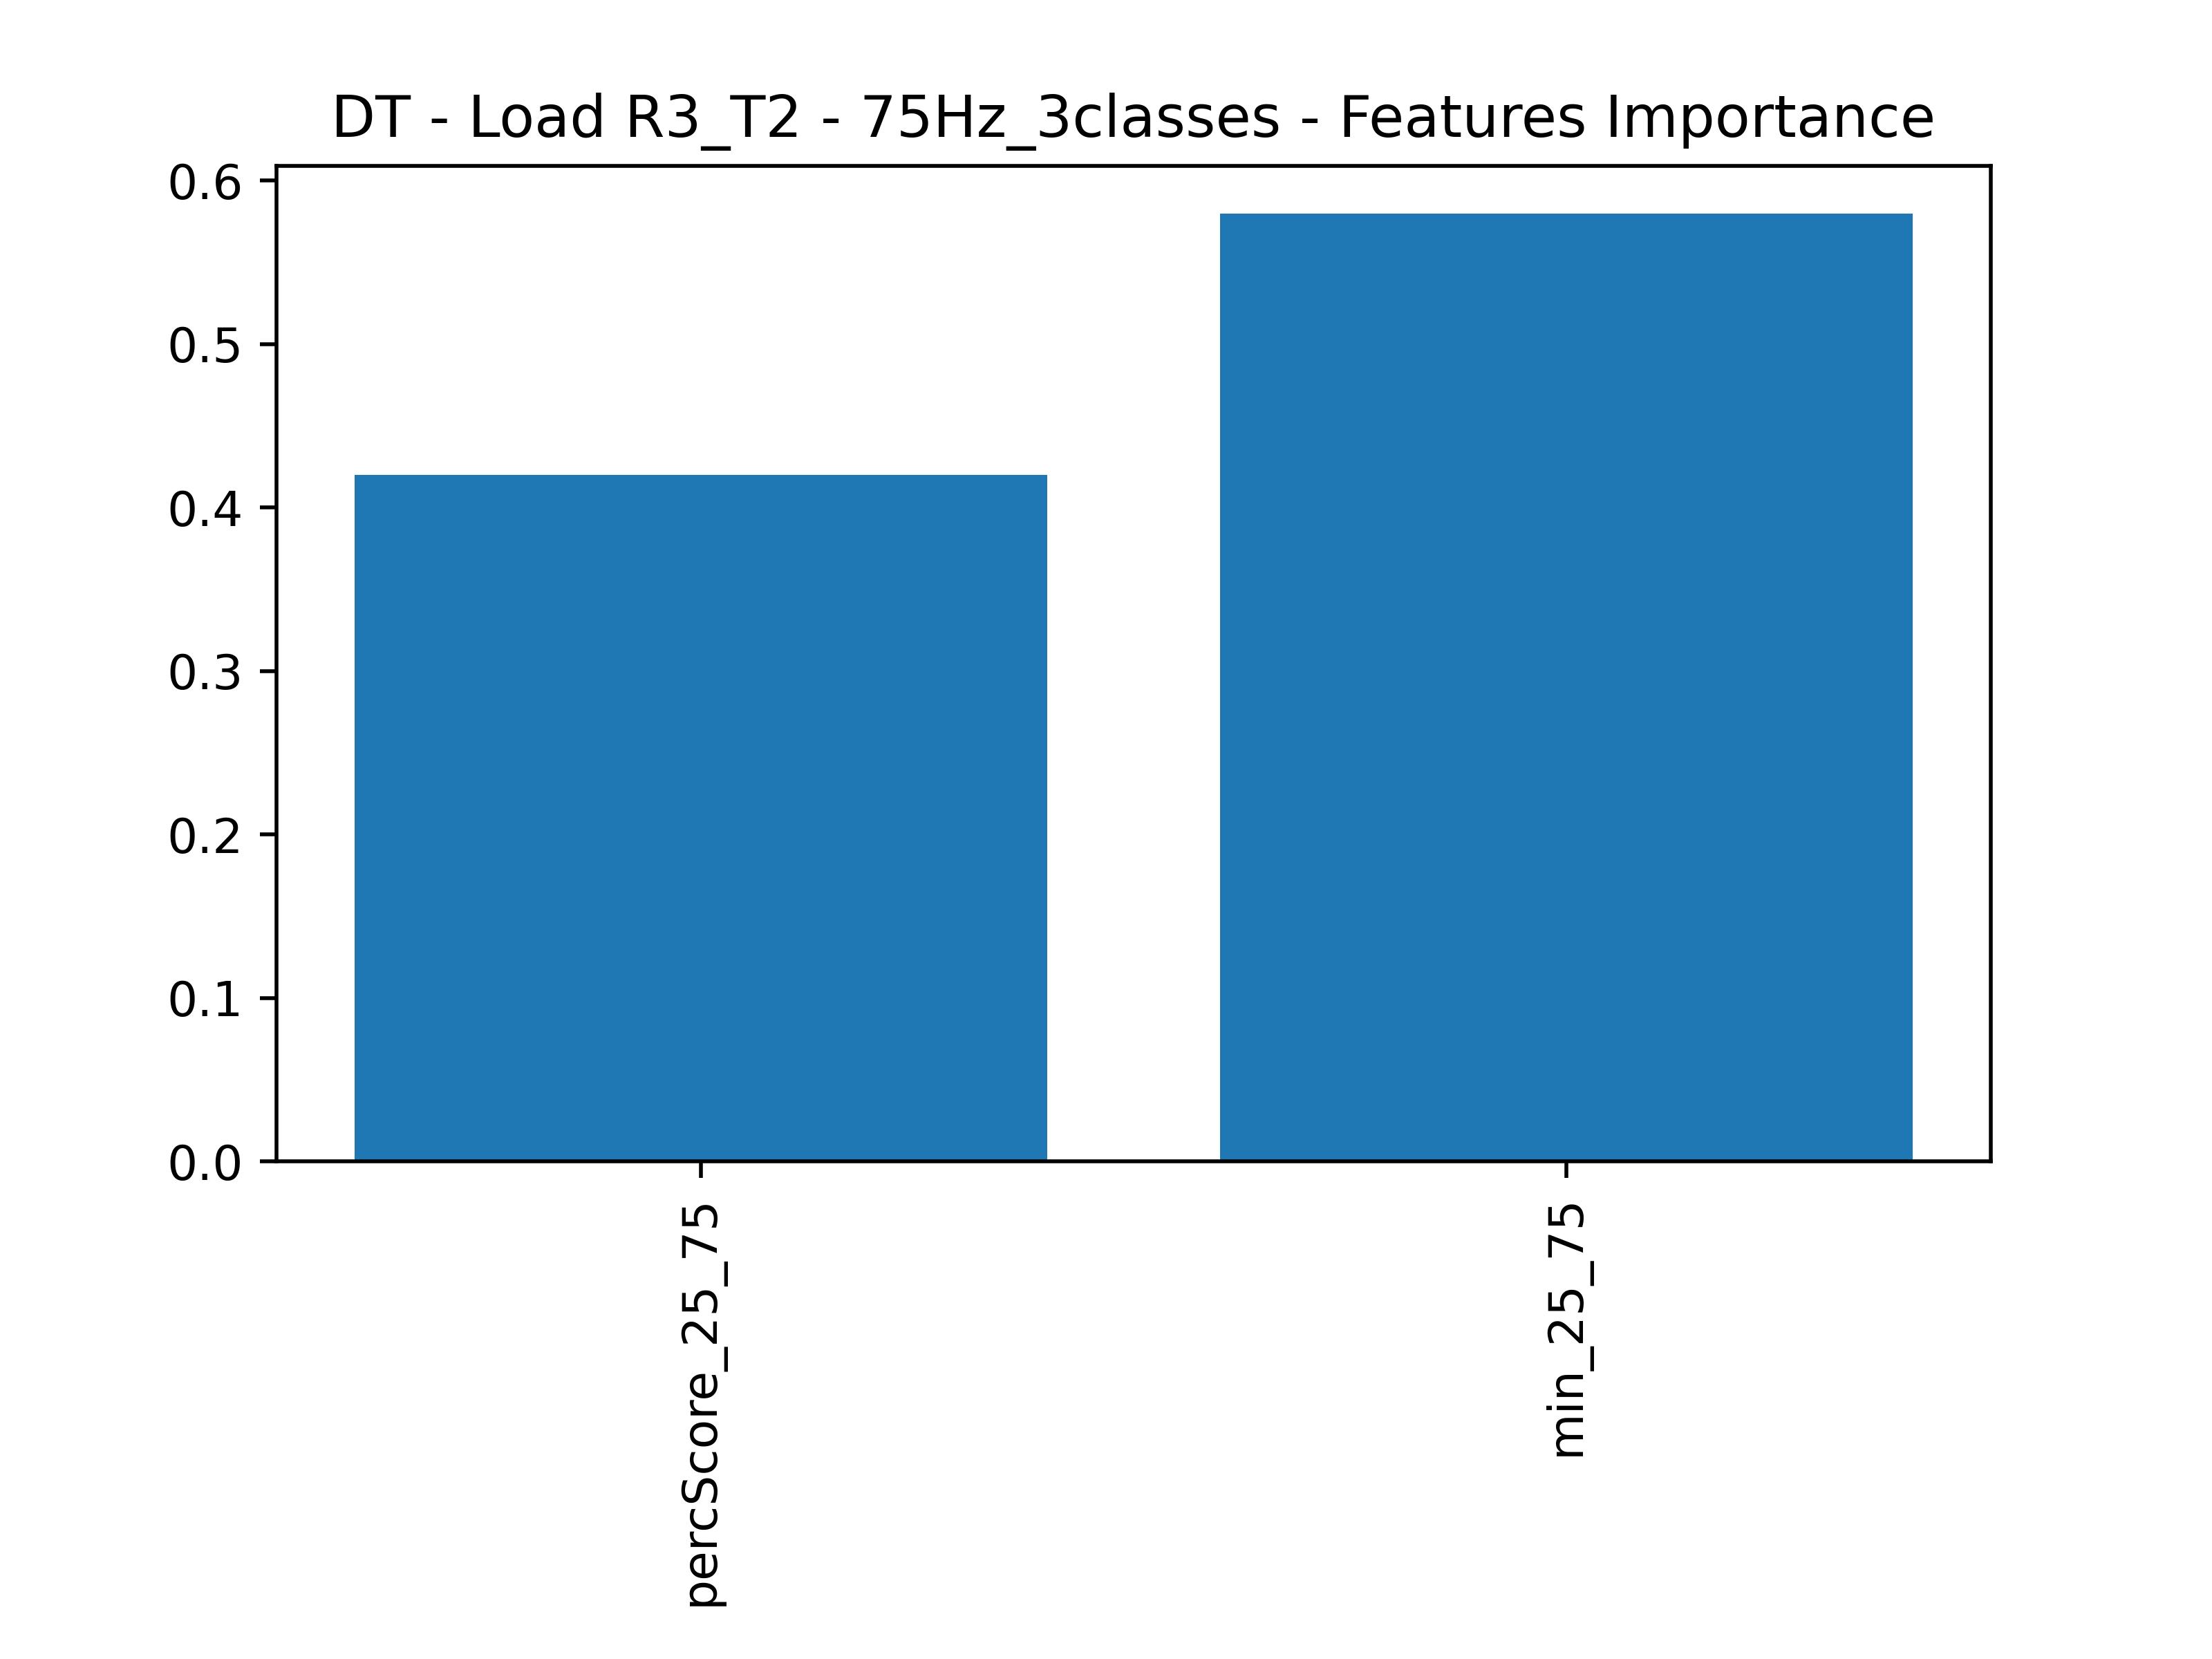 DT - Load R3_T2 - 75Hz_3classes - Features Importance
0.6
0.5
0.4
0.3
0.2
0.1
0.0
percScore_25_75
min_25_75